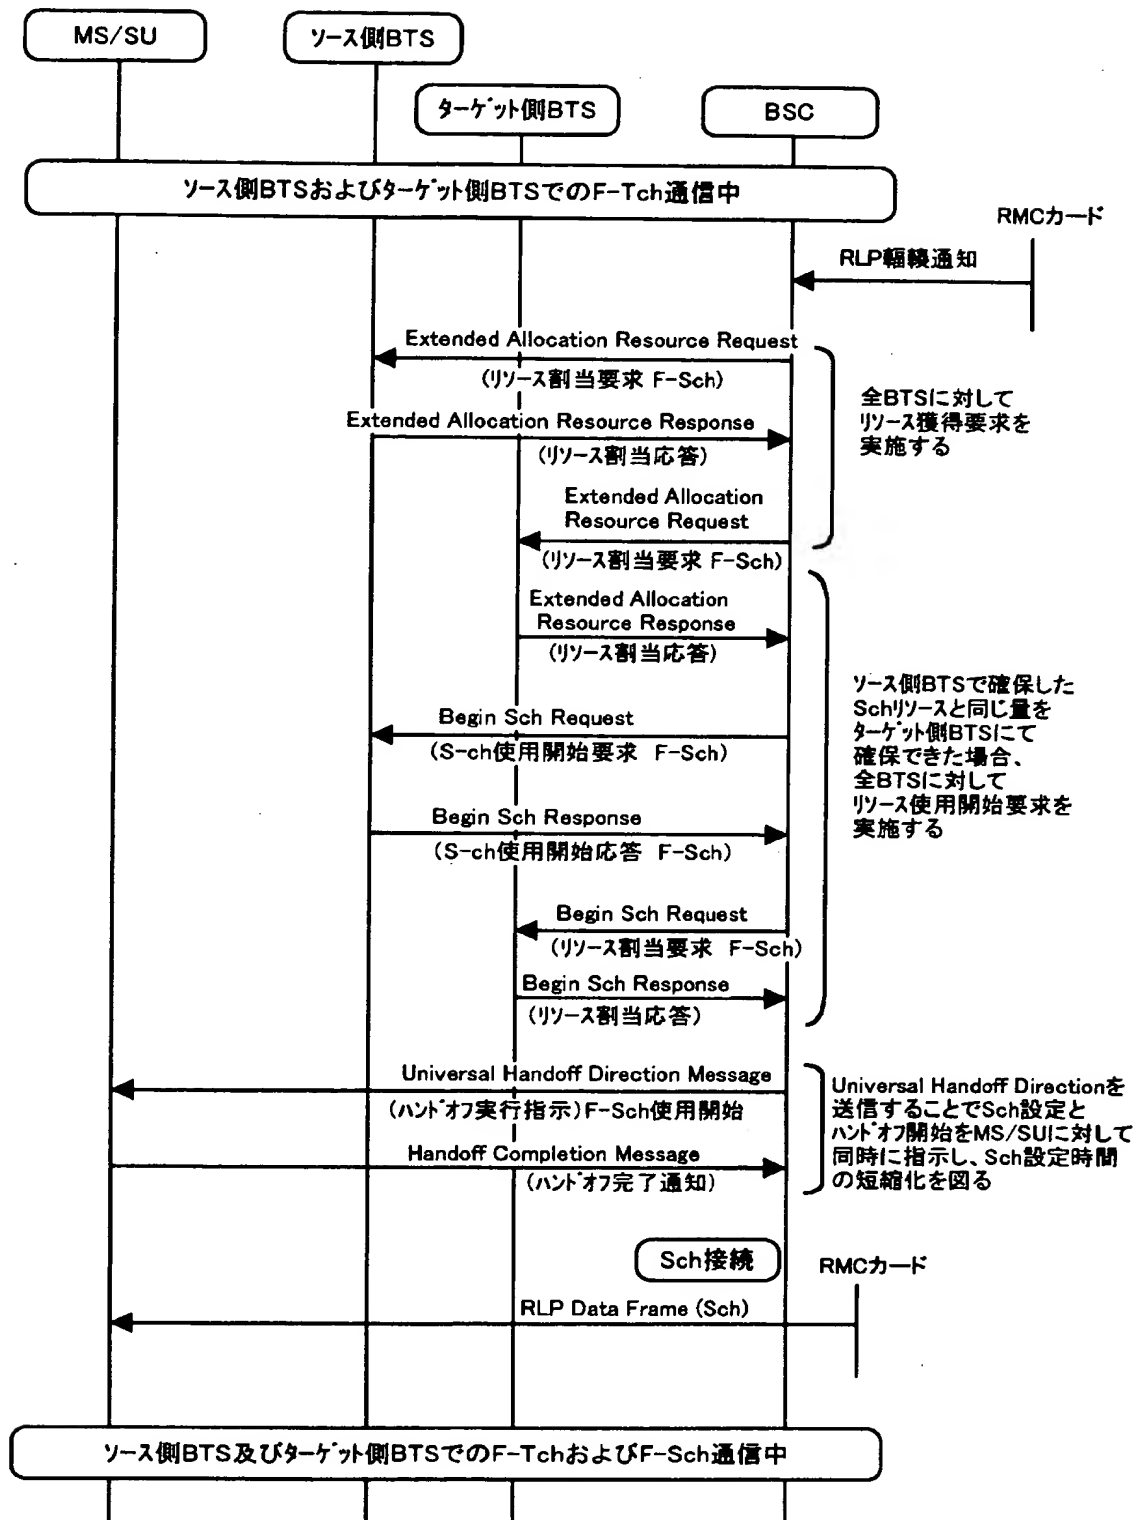 MS/SU
ソース側BTS
ターゲット側BTS
BSC
ソース側BTSおよびターゲット側BTSでのF-Tch通信中
RMCカード
RLP輻輳通知
Extended Allocation Resource Request
(リソース割当要求 F-Sch)
Extended Allocation Resource Response
(リソース割当応答)
全BTSに対して
リソース獲得要求を
実施する
Extended Allocation
Resource Request
(リソース割当要求 F-Sch)
Extended Allocation
Resource Response
(リソース割当応答)
Begin Sch Request
(S-ch使用開始要求 F-Sch)
Begin Sch Response
(S-ch使用開始応答 F-Sch)
Begin Sch Request
(リソース割当要求 F-Sch)
Begin Sch Response
(リソース割当応答)
ソース側BTSで確保した
Schリソースと同じ量を
ターゲット側BTSにて
確保できた場合、
全BTSに対して
リソース使用開始要求を
実施する
Universal Handoff Direction Message
(ハンドオフ実行指示)F-Sch使用開始
Handoff Completion Message
(ハンドオフ完了通知)
Universal Handoff Directionを
送信することでSch設定と
ハンドオフ開始をMS/SUに対して
同時に指示し、Sch設定時間
の短縮化を図る
Sch接続
RMCカード
RLP Data Frame (Sch)
ソース側BTS及びターゲット側BTSでのF-TchおよびF-Sch通信中